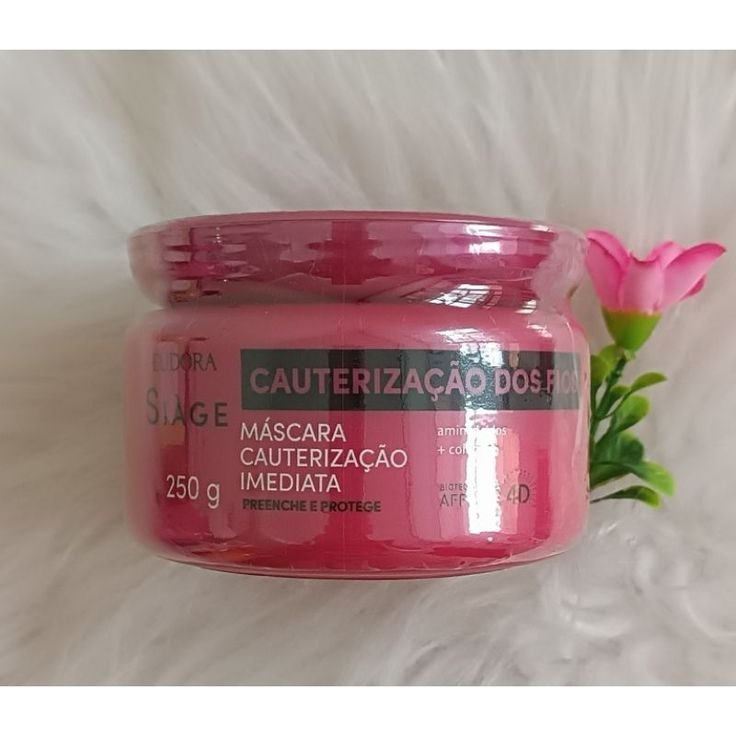 EUDORA
SIÀGE
250 g
CAUTERIZAÇÃO DOS FIOS
MÁSCARA
CAUTERIZAÇÃO
IMEDIATA
PREENCHE E PROTEGE
+
4D